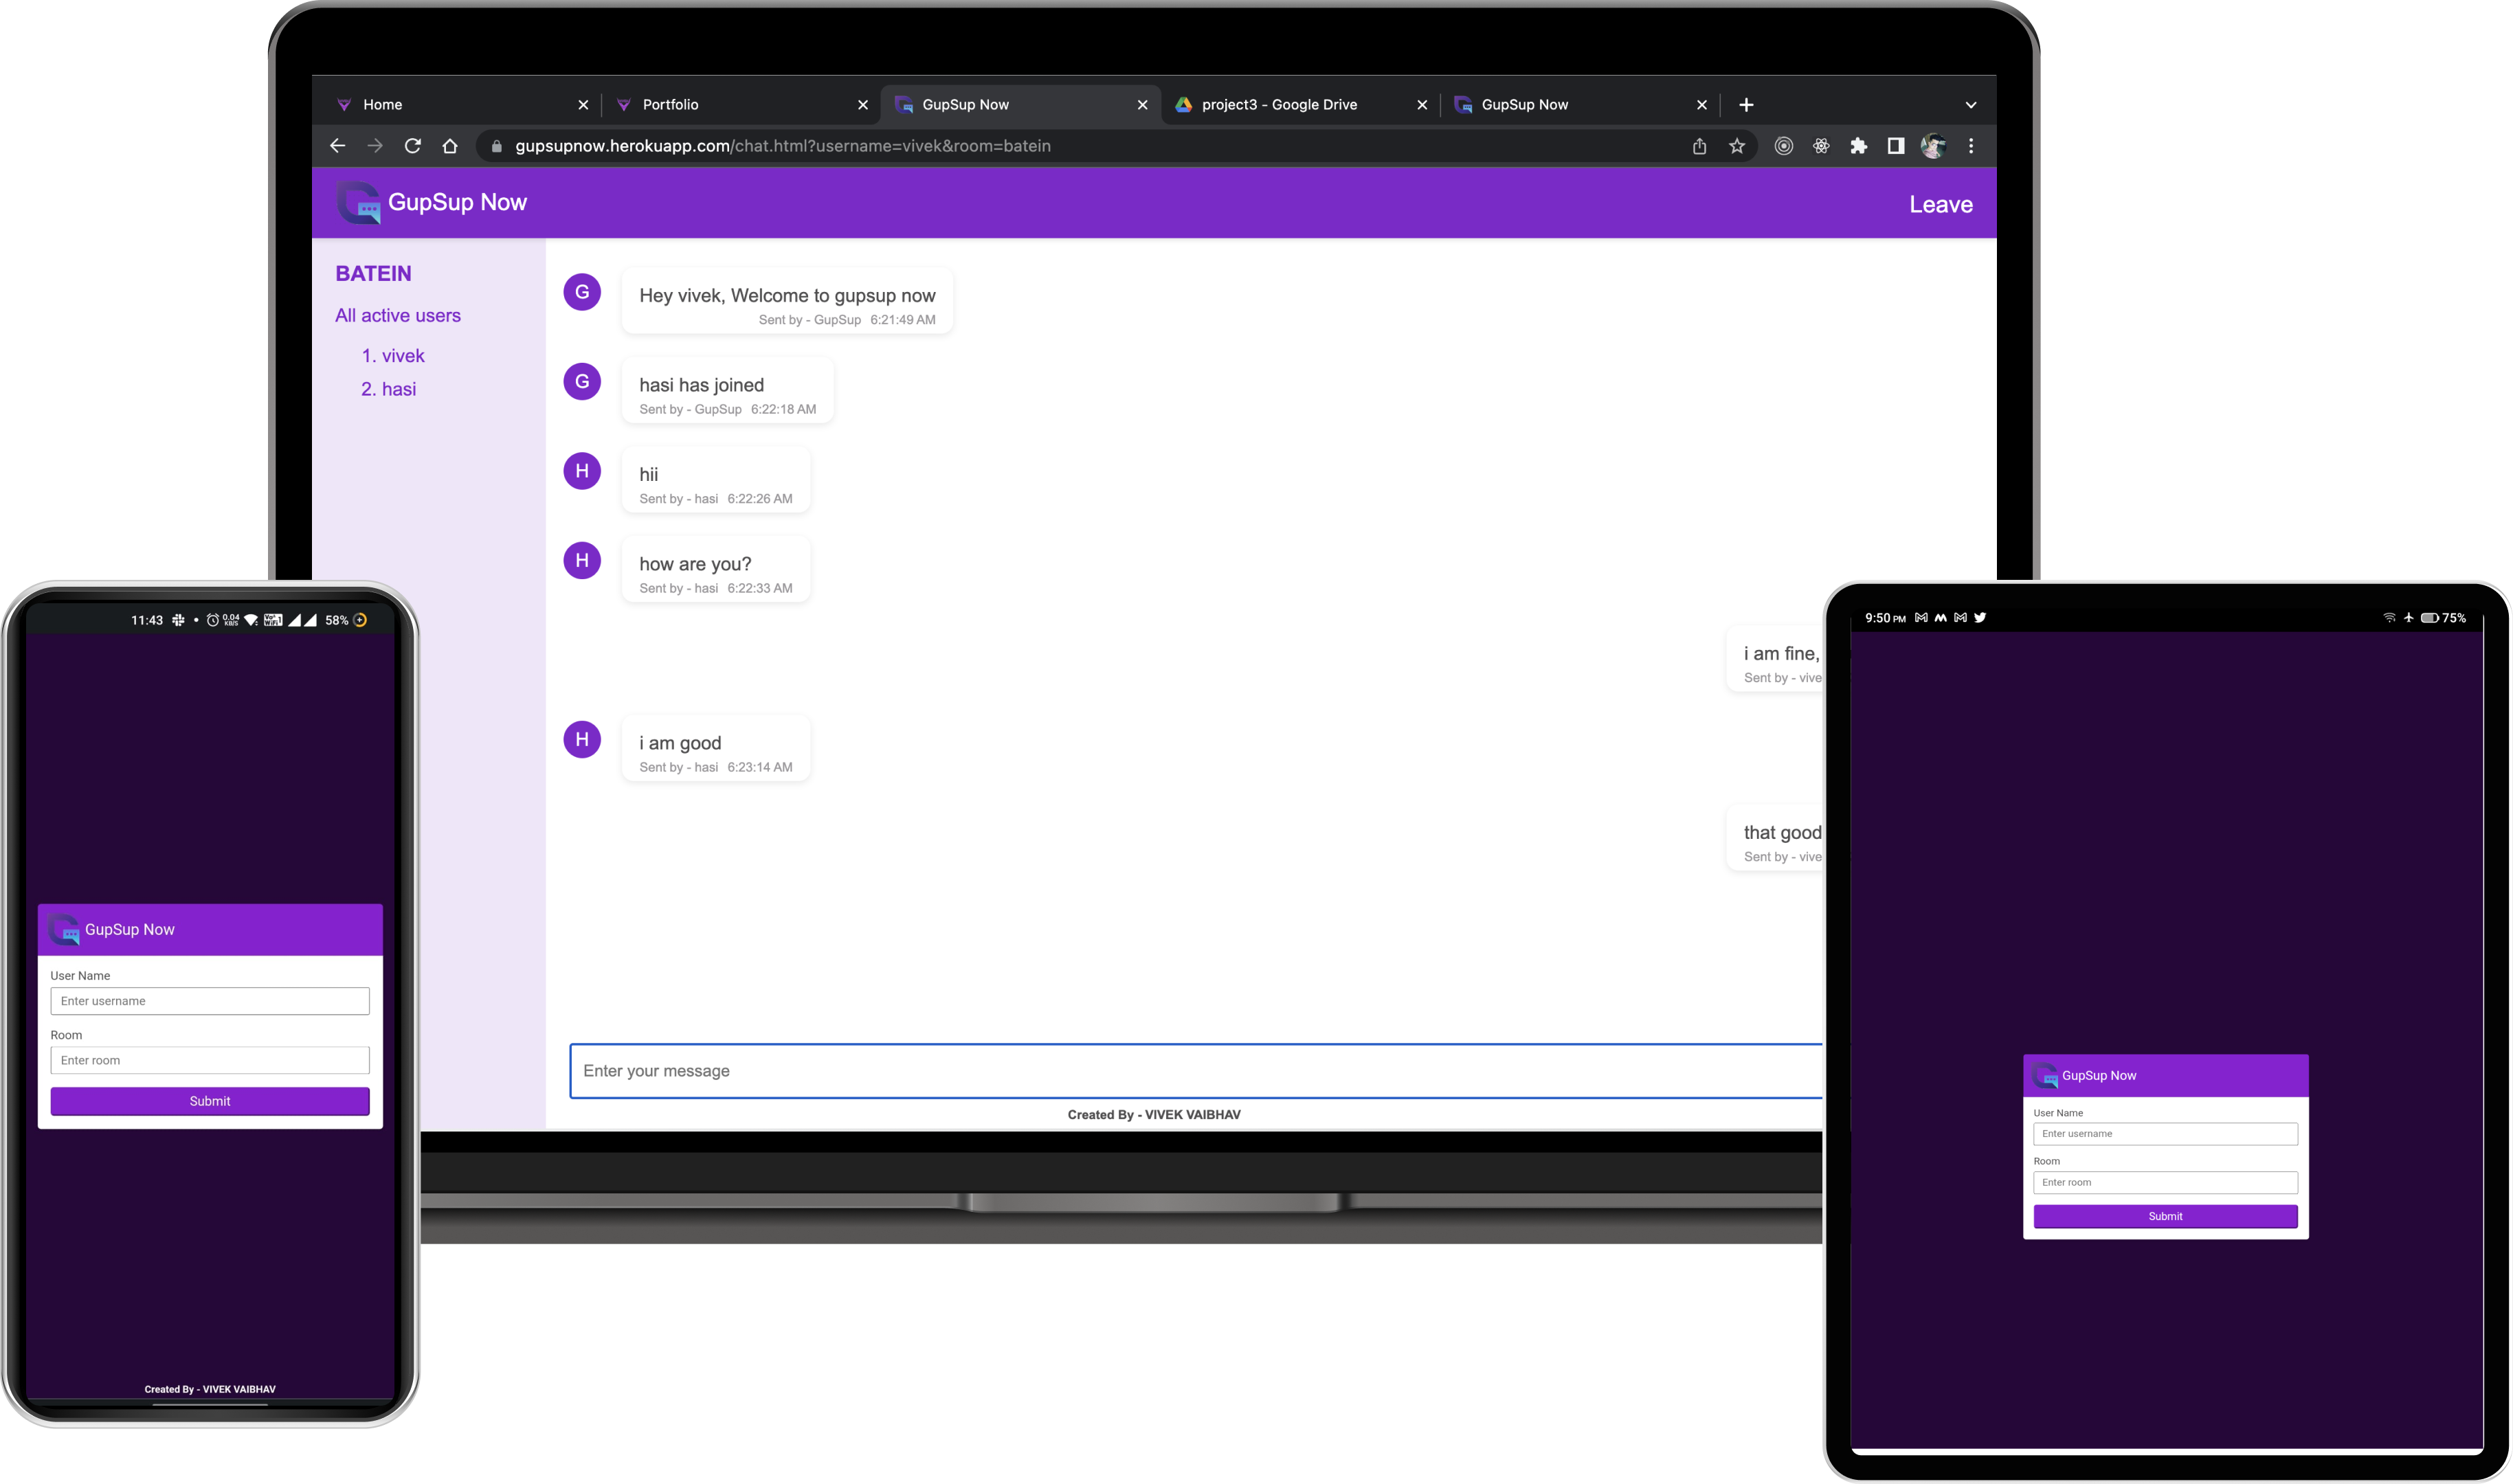 Home
Portfolio
GupSup Now
project3 - Google Drive
GupSup Now
gupsupnow.herokuapp.com/chat.html?username=vivek&room=batein
GupSup Now
Leave
BATEIN
All active users
1. vivek
2. hasi
G
Hey vivek, Welcome to gupsup now
Sent by - GupSup 6:21:49 AM
G
hasi has joined
Sent by - GupSup 6:22:18 AM
H
hii
Sent by - hasi 6:22:26 AM
H
how are you?
Sent by - hasi 6:22:33 AM
i am fine,
Sent by - vive
H
i am good
Sent by - hasi 6:23:14 AM
that good
Sent by - vive
Enter your message
Created By - VIVEK VAIBHAV
11:43 0.04 KB/S 58%
GupSup Now
User Name
Enter username
Room
Enter room
Submit
Created By - VIVEK VAIBHAV
9:50 PM 75%
GupSup Now
User Name
Enter username
Room
Enter room
Submit